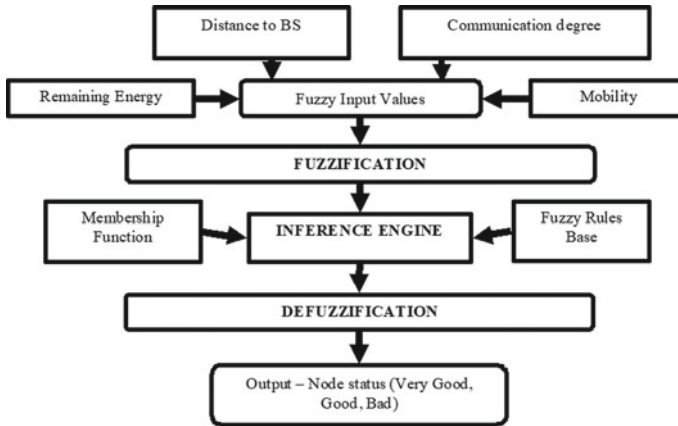 Distance to BS
Communication degree
Remaining Energy
Fuzzy Input Values
Mobility
FUZZIFICATION
Membership
Function
INFERENCE ENGINE
Fuzzy Rules
Base
DEFUZZIFICATION
Output – Node status (Very Good,
Good, Bad)